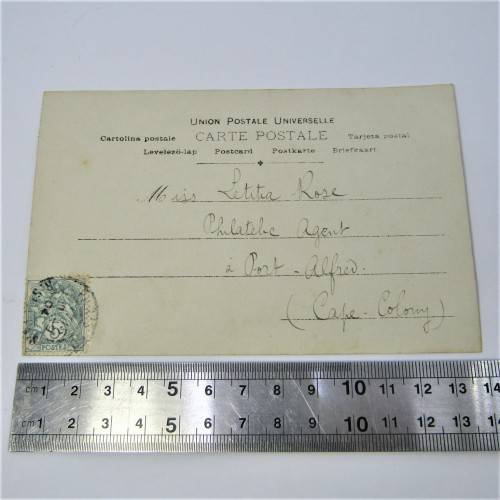 UNION POSTALE UNIVERSELLE
Cartolina postale CARTE POSTALE Tarjeta postal
Levelező-lap Postcard Postkarte Briefkaart
Miss Letitia Rose
Philatelic Agent
à Port-Alfred.
(Cape-Colony)
5
POSTES
cm 1 2 3 4 5 6 7 8 9 10 11 12 13 14
cm 1 2 3 4 5 6 7 8 9 10 11 12 13 14